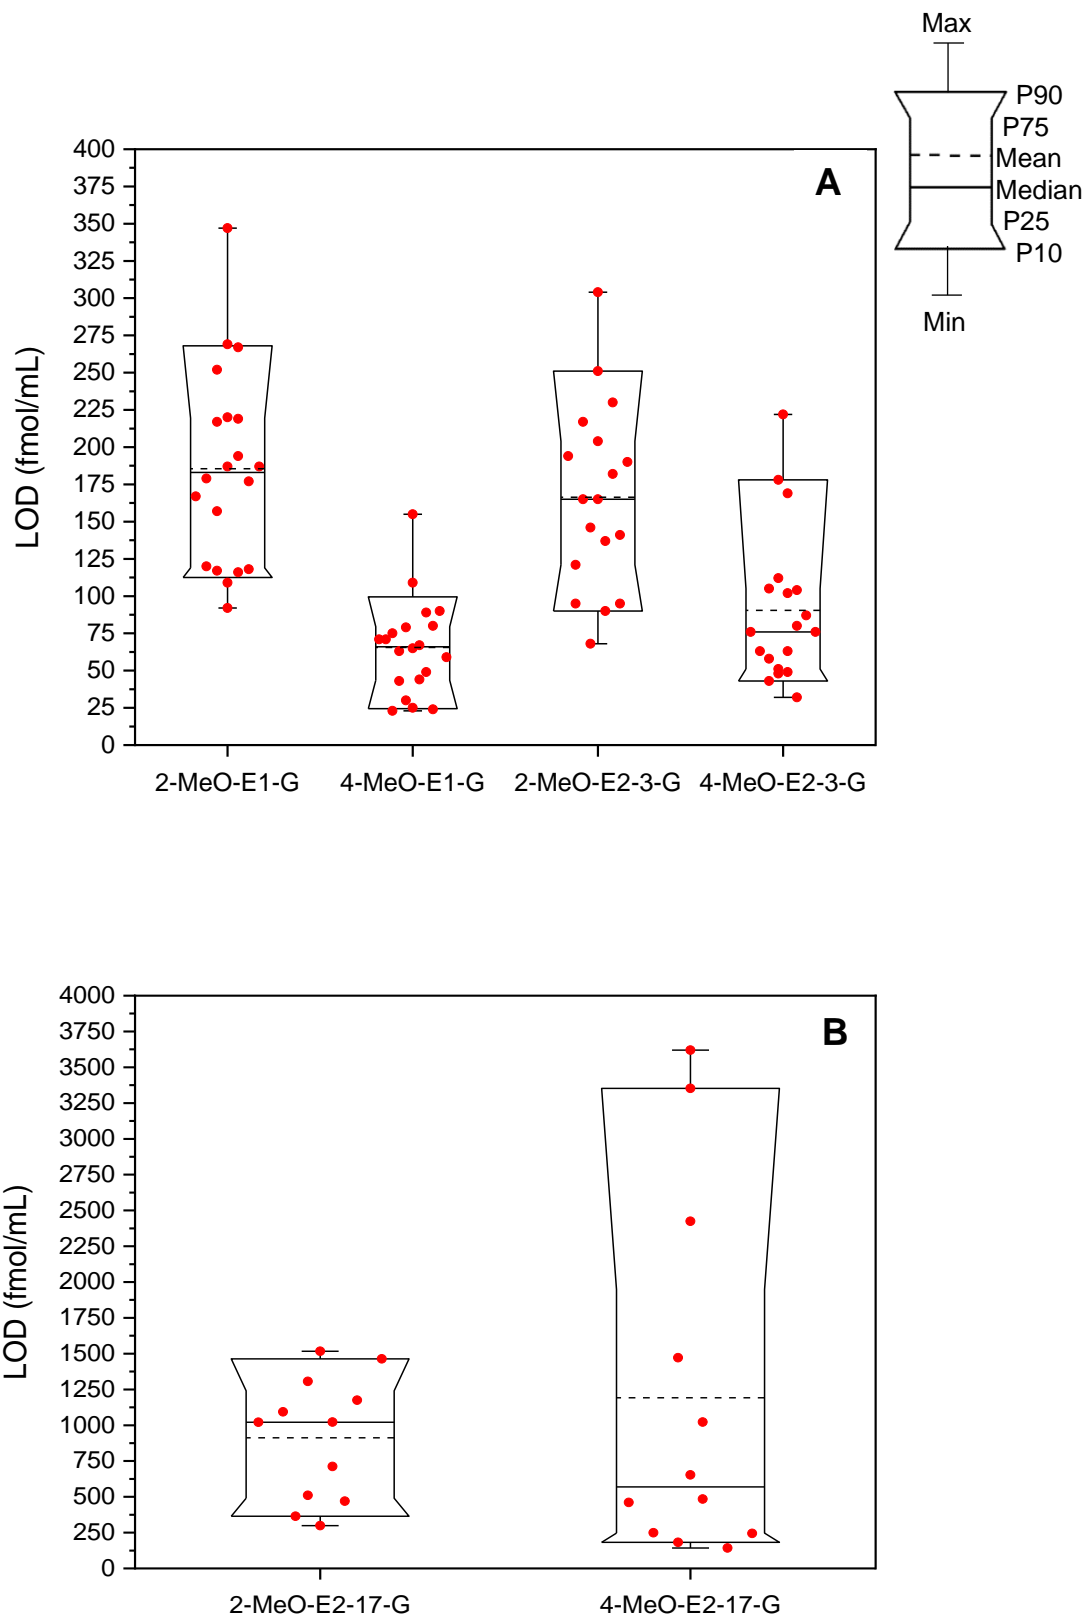 Max
P90
P75
Mean
Median
P25
P10
Min
A
LOD (fmol/mL)
400
375
350
325
300
275
250
225
200
175
150
125
100
75
50
25
0
2-MeO-E1-G 4-MeO-E1-G 2-MeO-E2-3-G 4-MeO-E2-3-G
B
LOD (fmol/mL)
4000
3750
3500
3250
3000
2750
2500
2250
2000
1750
1500
1250
1000
750
500
250
0
2-MeO-E2-17-G 4-MeO-E2-17-G